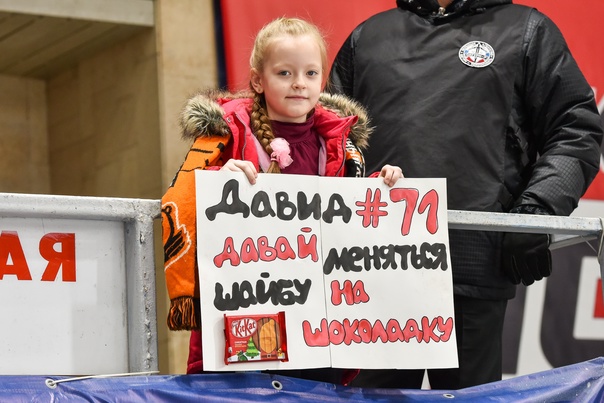 Давид #71
давай меняться
шайбу на
шоколадку
KitKat
АЯ